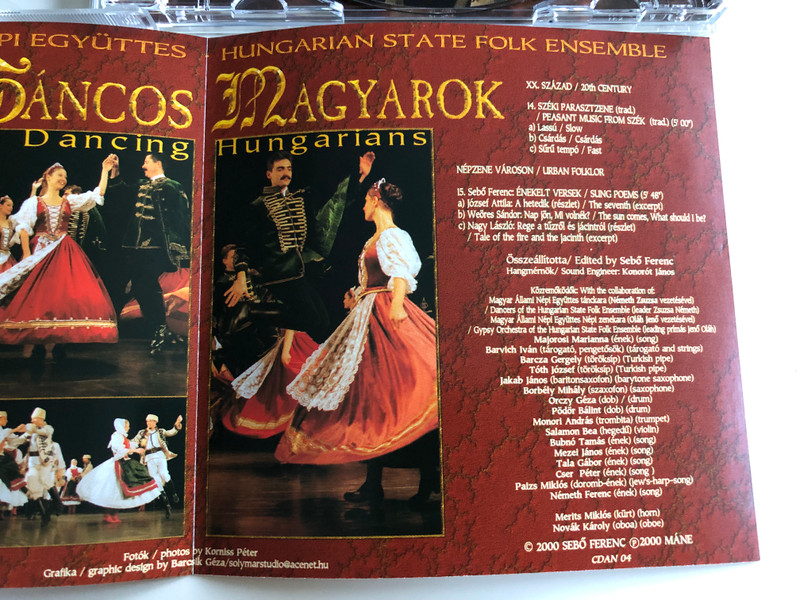 PI EGYÜTTES
HUNGARIAN STATE FOLK ENSEMBLE
TÁNCOS MAGYAROK
Dancing Hungarians
XX. SZÁZAD / 20th CENTURY
14. SZÉKI PARASZTZENE (trad.)
/ PEASANT MUSIC FROM SZÉK (trad.) (5' 00")
a) Lassú / Slow
b) Csárdás / Csárdás
c) Sűrű tempó / Fast
NÉPZENE VÁROSON / URBAN FOLKLOR
15. Sebő Ferenc: ÉNEKELT VERSEK / SUNG POEMS (5' 48")
a) József Attila: A hetedik (részlet) / The seventh (excerpt)
b) Weöres Sándor: Nap jön, Mi volnék? / The sun comes, What should I be?
c) Nagy László: Rege a tűzről és jácintról (részlet)
/ Tale of the fire and the jacinth (excerpt)
Összeállította/ Edited by Sebő Ferenc
Hangmérnök/ Sound Engineer: Konorót János
Közreműködők: With the collaboration of:
Magyar Állami Népi Együttes tánckara (Németh Zsuzsa vezetésével)
/ Dancers of the Hungarian State Folk Ensemble (leader Zsuzsa Németh)
Magyar Állami Népi Együttes Népi zenekara (Oláh Jenő vezetésével)
/ Gypsy Orchestra of the Hungarian State Folk Ensemble (leading primás Jenő Oláh)
Majorosi Marianna (ének) (song)
Barvich Iván (tárogató, pengetősök) (tárogató and strings)
Barcza Gergely (töröksíp) (Turkish pipe)
Tóth József (töröksíp) (Turkish pipe)
Jakab János (baritonsaxofon) (barytone saxophone)
Borbély Mihály (szaxofon) (saxophone)
Orczy Géza (dob) / (drum)
Pödör Bálint (dob) (drum)
Monori András (trombita) (trumpet)
Salamon Bea (hegedű) (violin)
Bubnó Tamás (ének) (song)
Mezei János (ének) (song)
Tala Gábor (ének) (song)
Cser Péter (ének) (song)
Paizs Miklós (doromb-ének) (jew's-harp-song)
Németh Ferenc (ének) (song)
Merits Miklós (kürt) (horn)
Novák Károly (oboa) (oboe)
© 2000 SEBŐ FERENC ℗2000 MÁNE
CDAN 04
Fotók / photos by Korniss Péter
Grafika / graphic design by Barcsik Géza/solymarstudio@acenet.hu